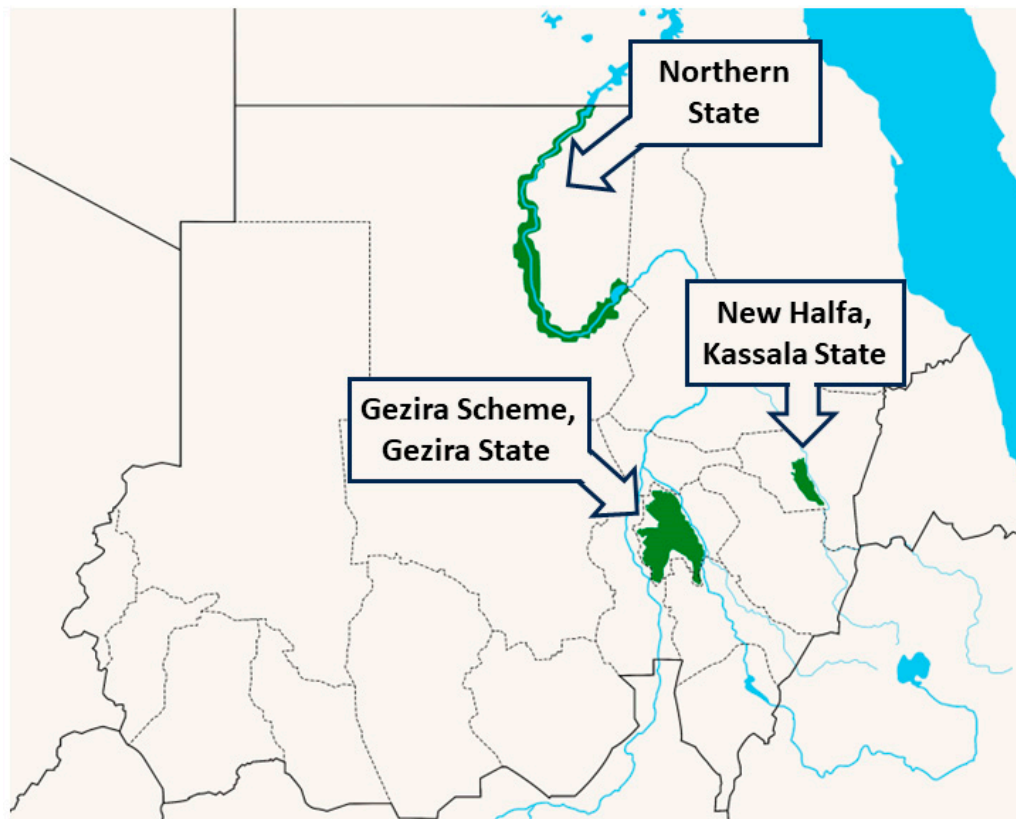 Northern
State
New Halfa,
Kassala State
Gezira Scheme,
Gezira State